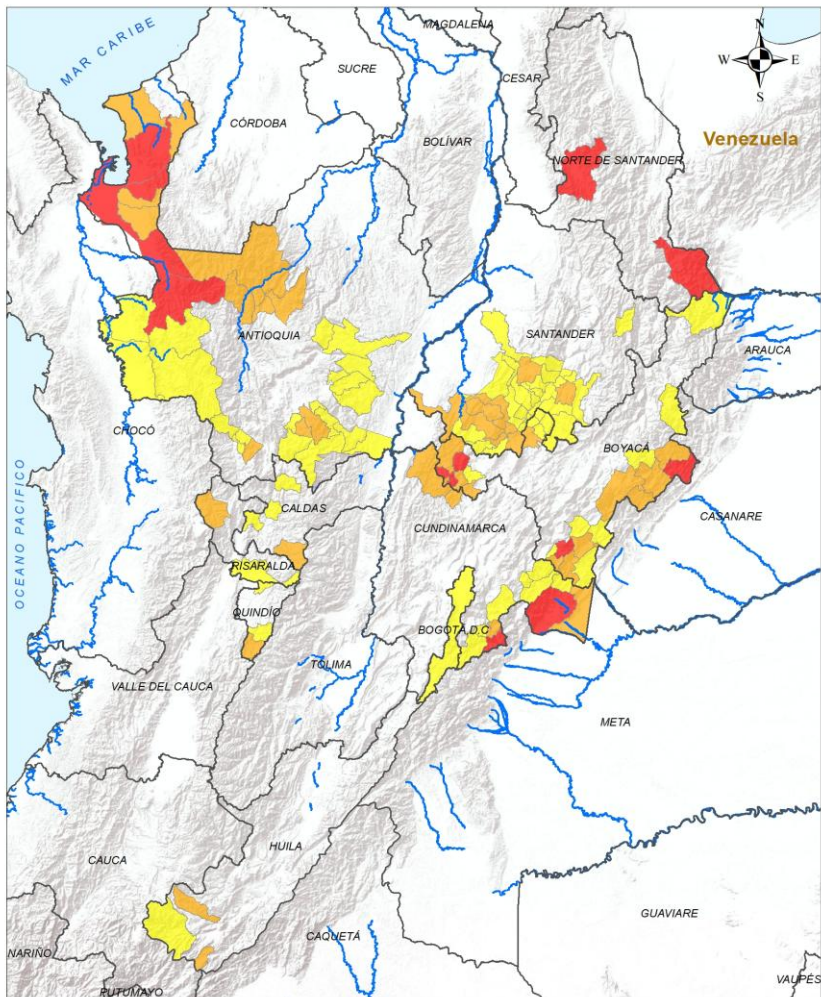 MAGDALENA
N
MAR CARIBE
W
E
SUCRE
CESAR
S
CÓRDOBA
BOLÍVAR
Venezuela
NORTE DE SANTANDER
ANTIOQUIA
SANTANDER
ARAUCA
CHOCÓ
BOYACÁ
CALDAS
CUNDINAMARCA
CASANARE
OCEANO PACIFICO
RISARALDA
QUINDÍO
BOGOTÁ D.C
TOLIMA
VALLE DEL CAUCA
META
HUILA
CAUCA
GUAVIARE
CAQUETÁ
NARIÑO
VAUPÉS
PUTUMAYO